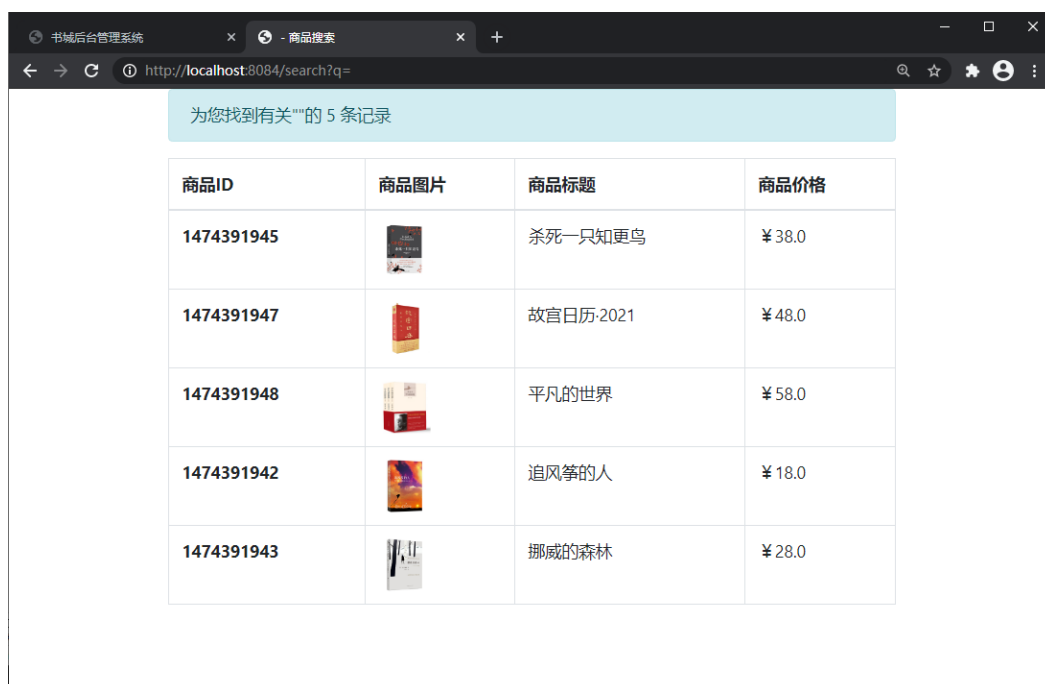 书城后台管理系统
- 商品搜索
http://localhost:8084/search?q=
为您找到有关""的 5 条记录
商品ID 商品图片 商品标题 商品价格
1474391945 杀死一只知更鸟 ￥38.0
1474391947 故宫日历·2021 ￥48.0
1474391948 平凡的世界 ￥58.0
1474391942 追风筝的人 ￥18.0
1474391943 挪威的森林 ￥28.0